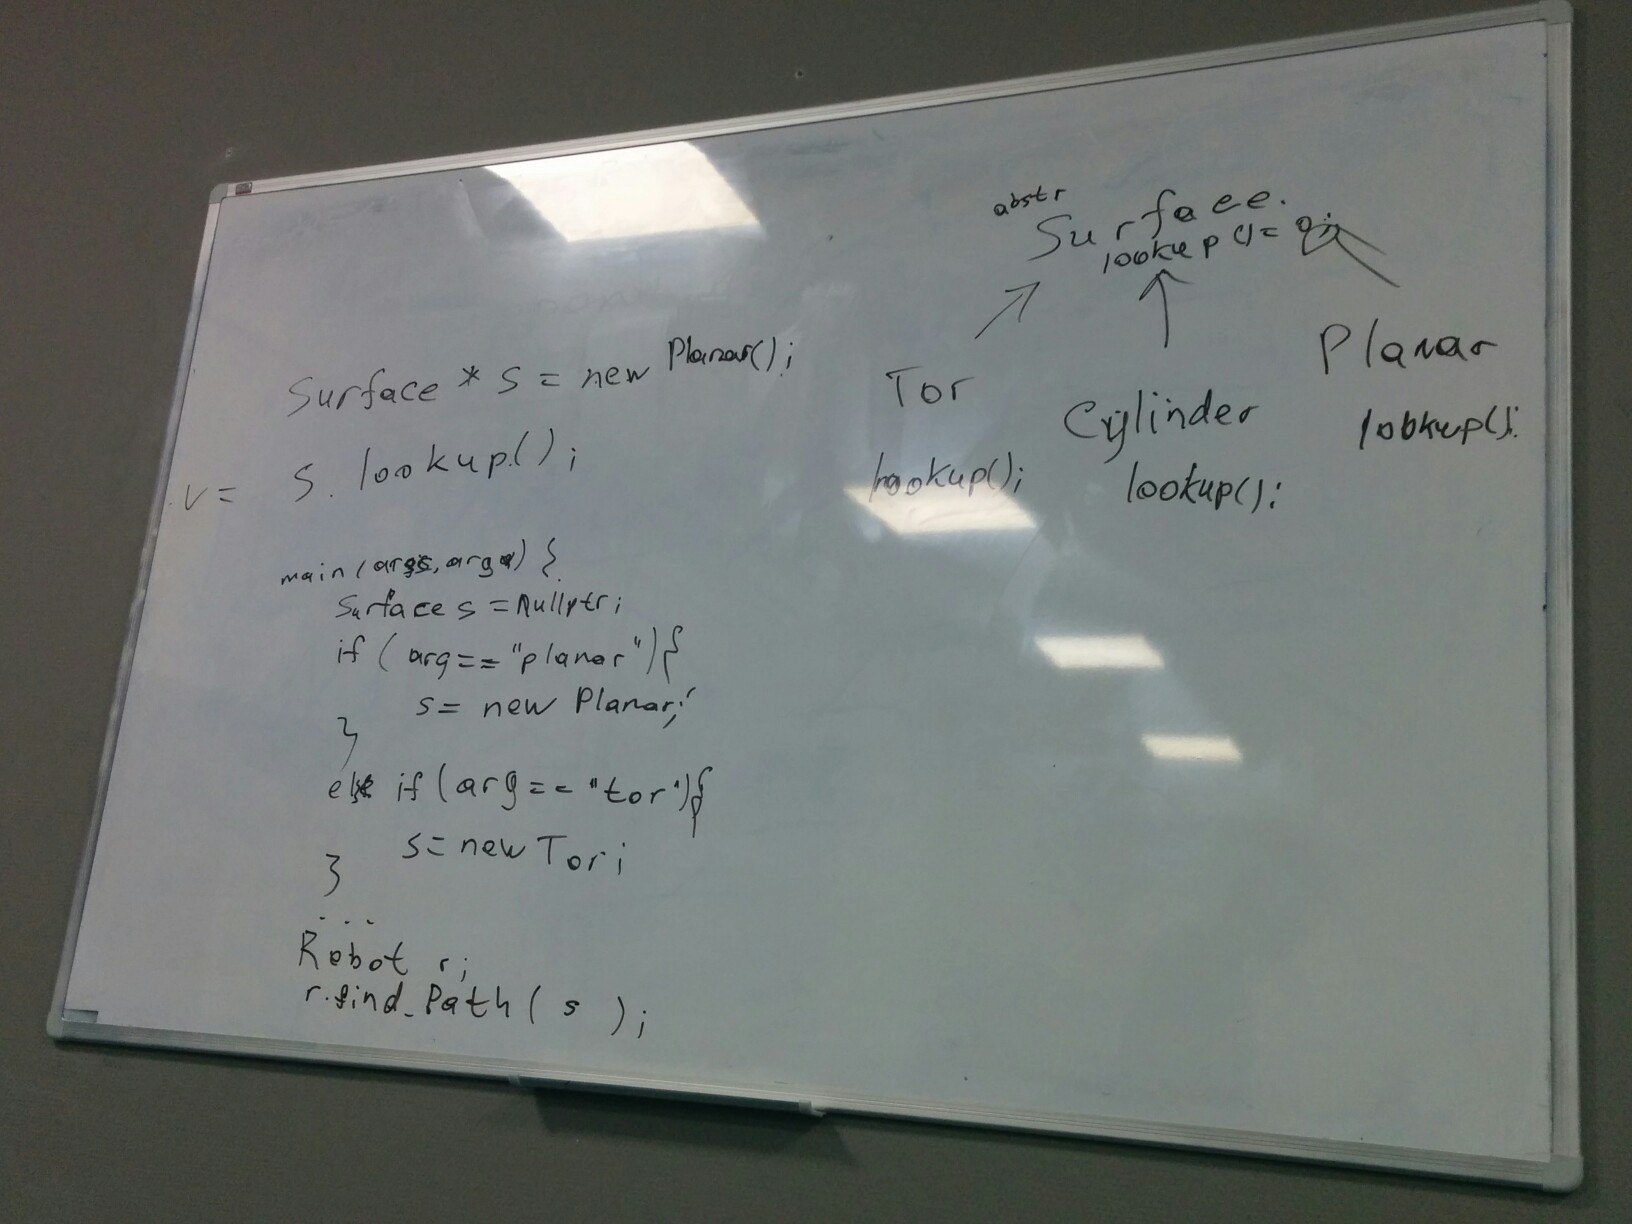 Surface * s = new Planar();
v = s. lookup();
main(args, argv) {
Surface s = Nullptr;
if ( arg == "planar"){
s = new Planar;
}
else if (arg == "tor"){
s = new Tor;
}
...
Robot r;
r.find_Path( s );
abstr
Surface.
lookup()= 0;
Tor
lookup();
Cylinder
lookup();
Planar
lookup();